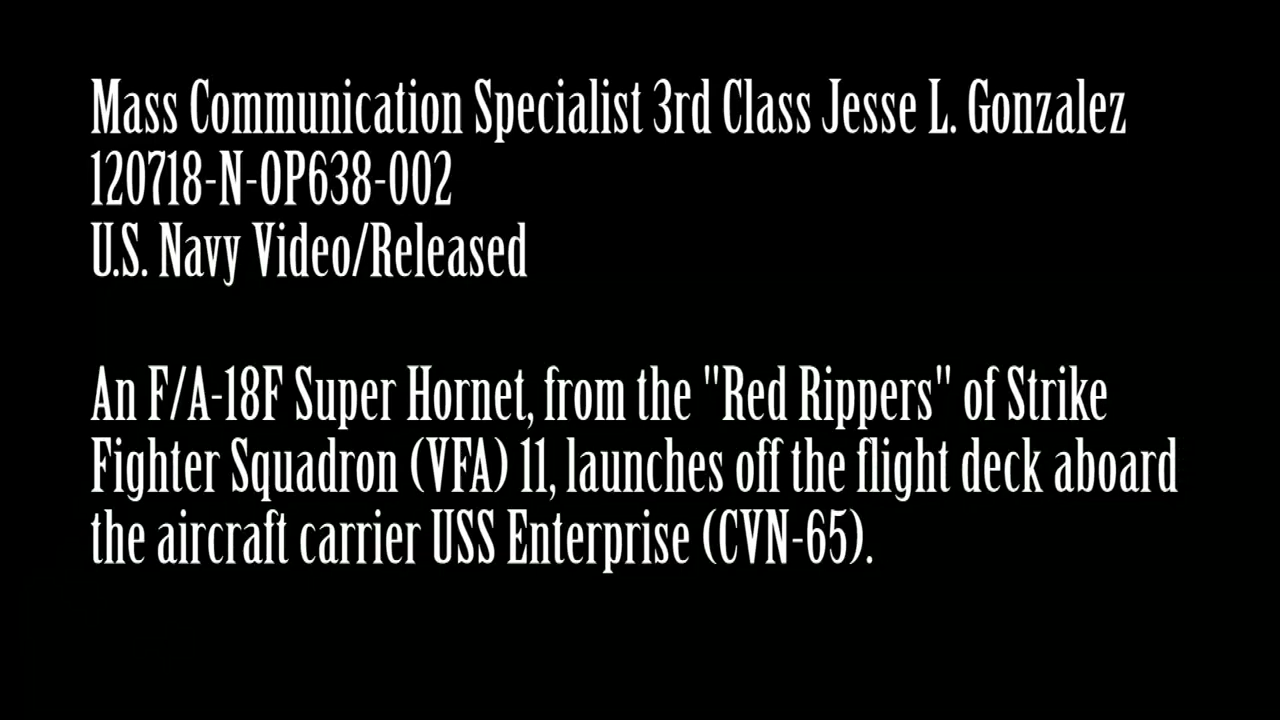 Mass Communication Specialist 3rd Class Jesse L. Gonzalez
120718-N-OP638-002
U.S. Navy Video/Released
An F/A-18F Super Hornet, from the "Red Rippers" of Strike
Fighter Squadron (VFA) 11, launches off the flight deck aboard
the aircraft carrier USS Enterprise (CVN-65).